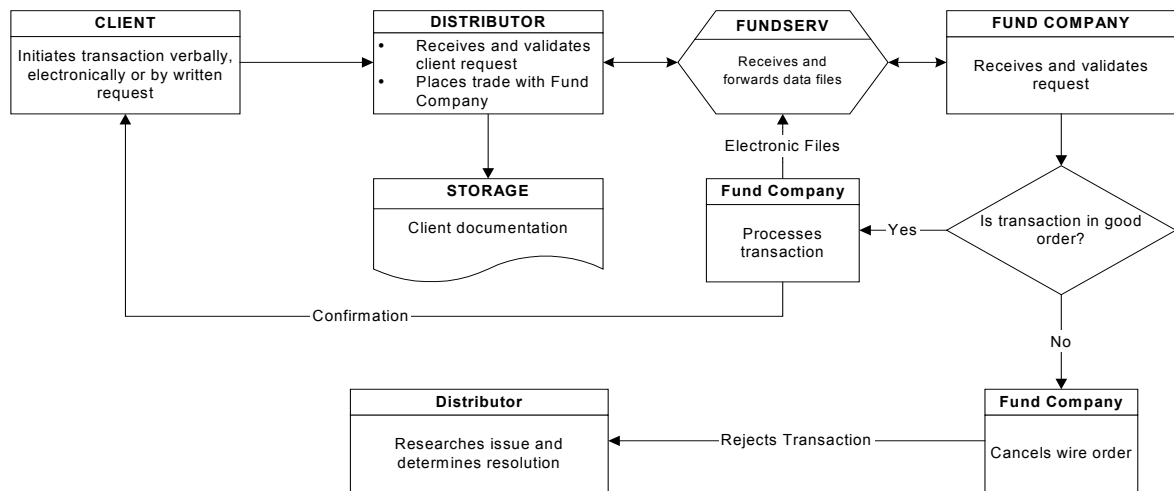 CLIENT
Initiates transaction verbally,
electronically or by written
request
DISTRIBUTOR
• Receives and validates
client request
• Places trade with Fund
Company
FUNDSERV
Receives and
forwards data files
FUND COMPANY
Receives and validates
request
Electronic Files
STORAGE
Client documentation
Fund Company
Processes
transaction
Yes
Is transaction in good
order?
Confirmation
No
Distributor
Researches issue and
determines resolution
Rejects Transaction
Fund Company
Cancels wire order